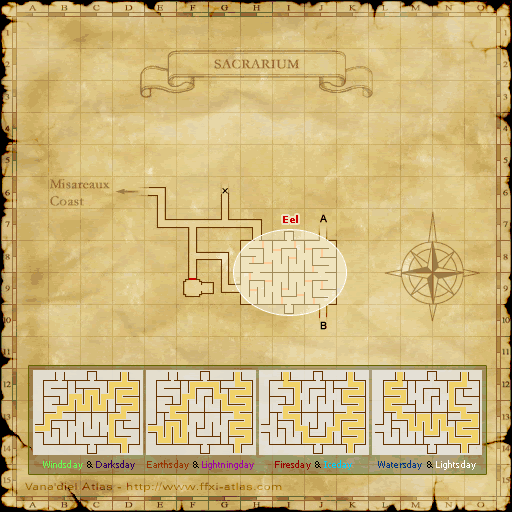 A B C D E F G H I J K L M N O
SACRARIUM
Misareaux
Coast
Eel
A
B
Windsday & Darksday
Earthsday & Lightningday
Firesday &
Watersday & Lightsday
Vana'diel Atlas - http://www.ffxi-atlas.com